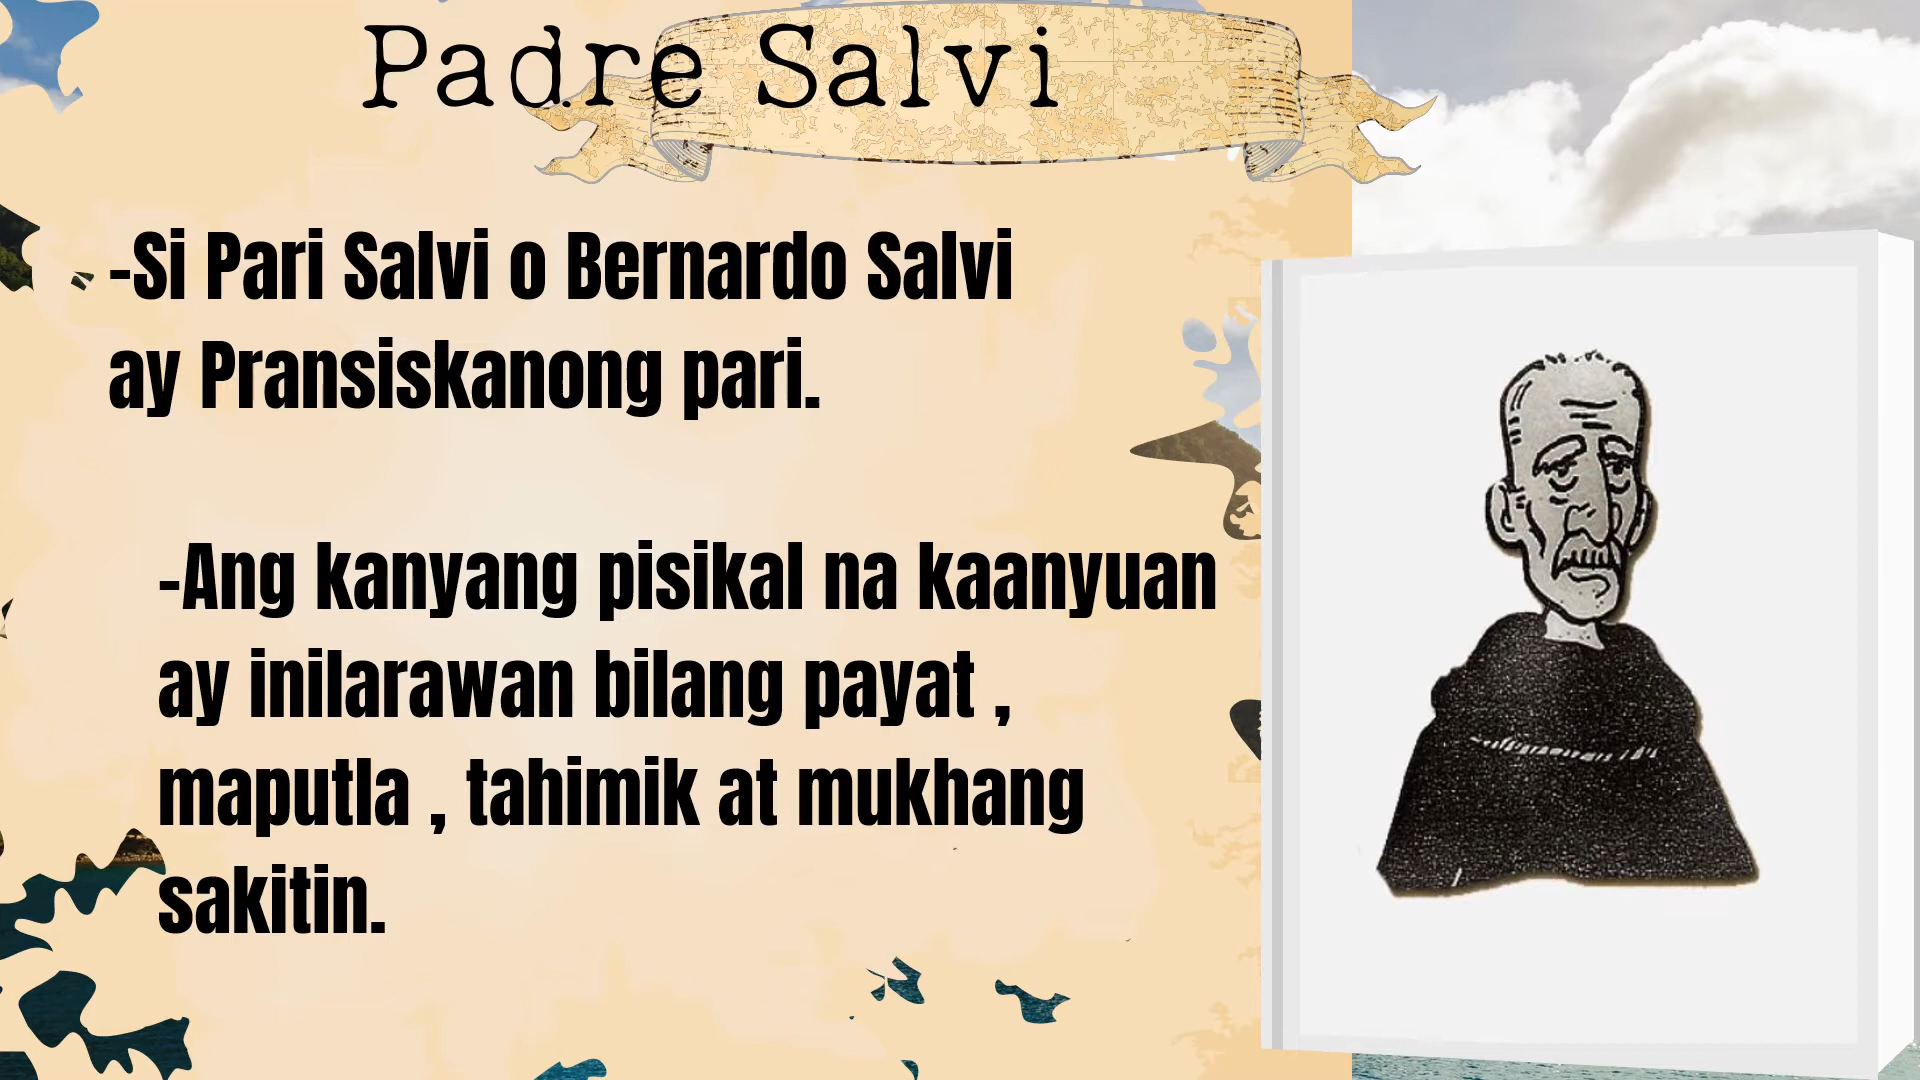 Padre Salvi
-Si Pari Salvi o Bernardo Salvi
ay Pransiskanong pari.
-Ang kanyang pisikal na kaanyuan
ay inilarawan bilang payat ,
maputla , tahimik at mukhang
sakitin.